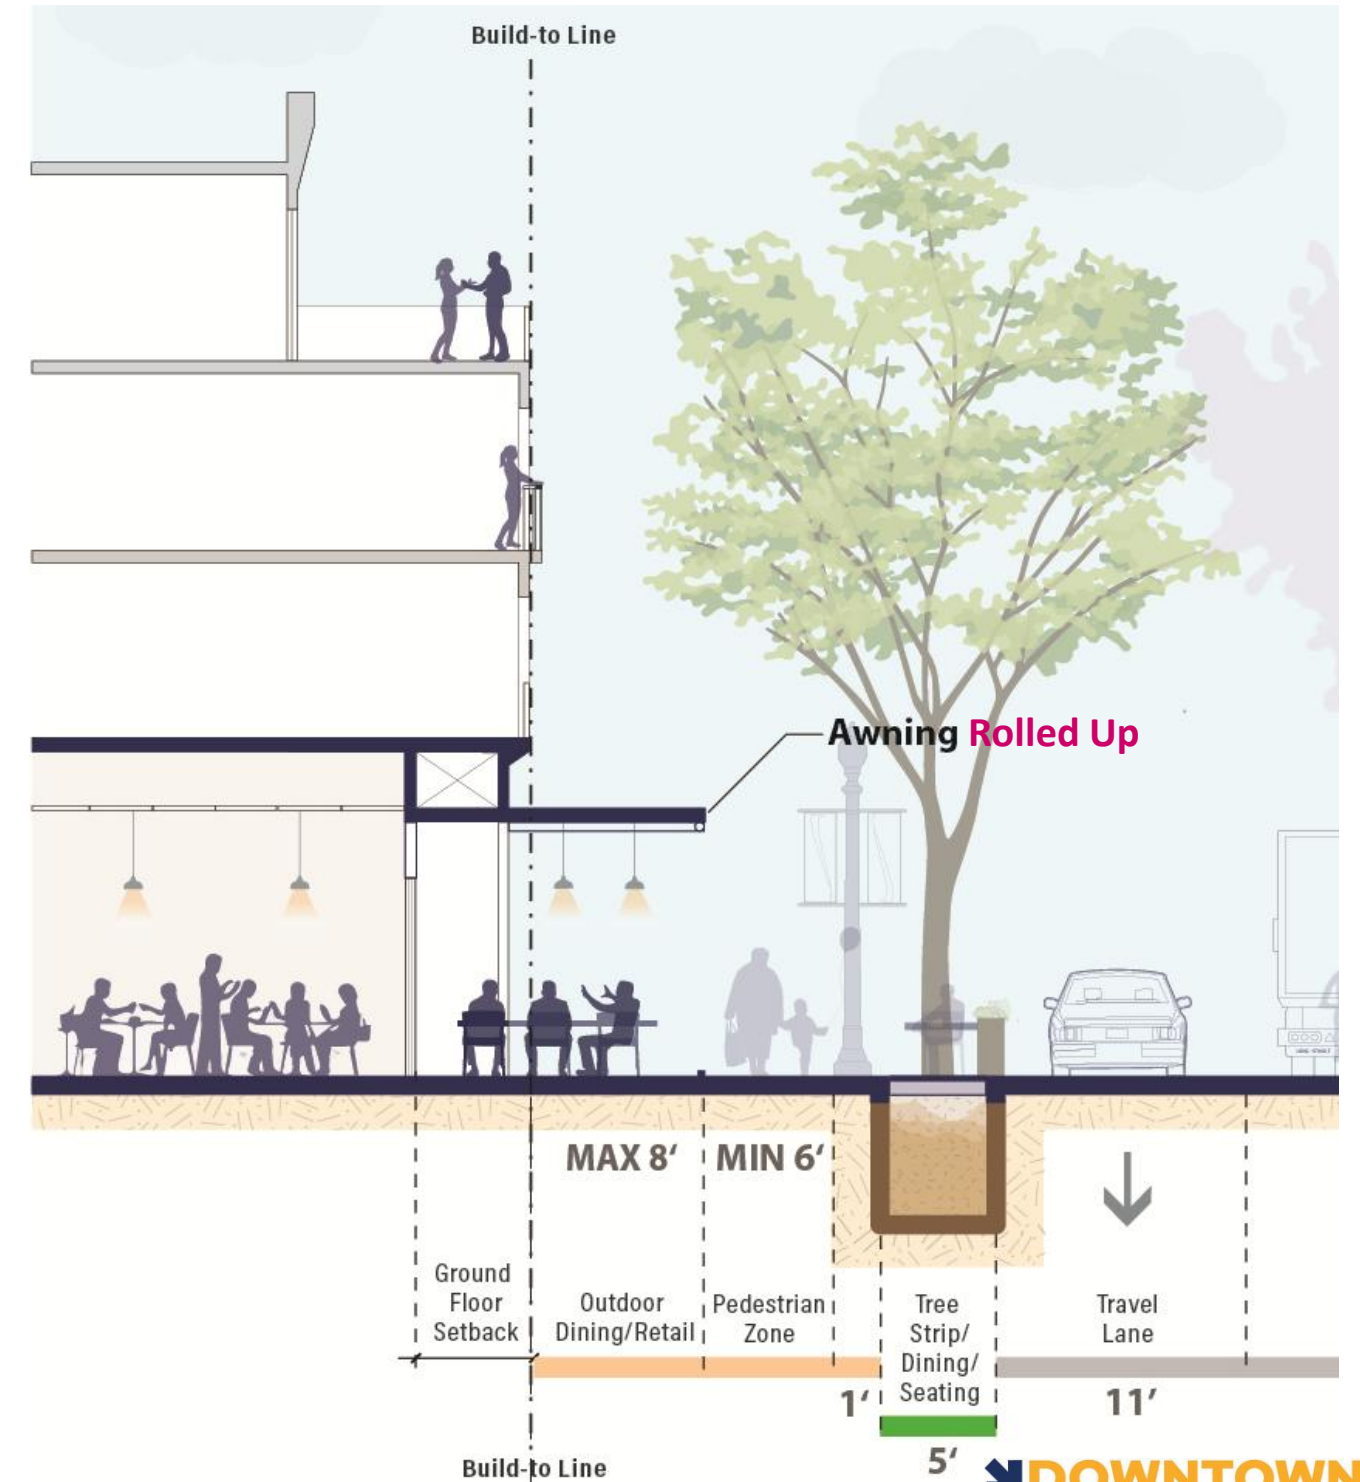 Build-to Line
Awning Rolled Up
MAX 8‘
MIN 6‘
Ground
Floor
Setback
Outdoor
Dining/Retail
Pedestrian
Zone
Tree
Strip/
Dining/
Seating
Travel
Lane
1‘
11’
5‘
Build-to Line
DOWNTOWN